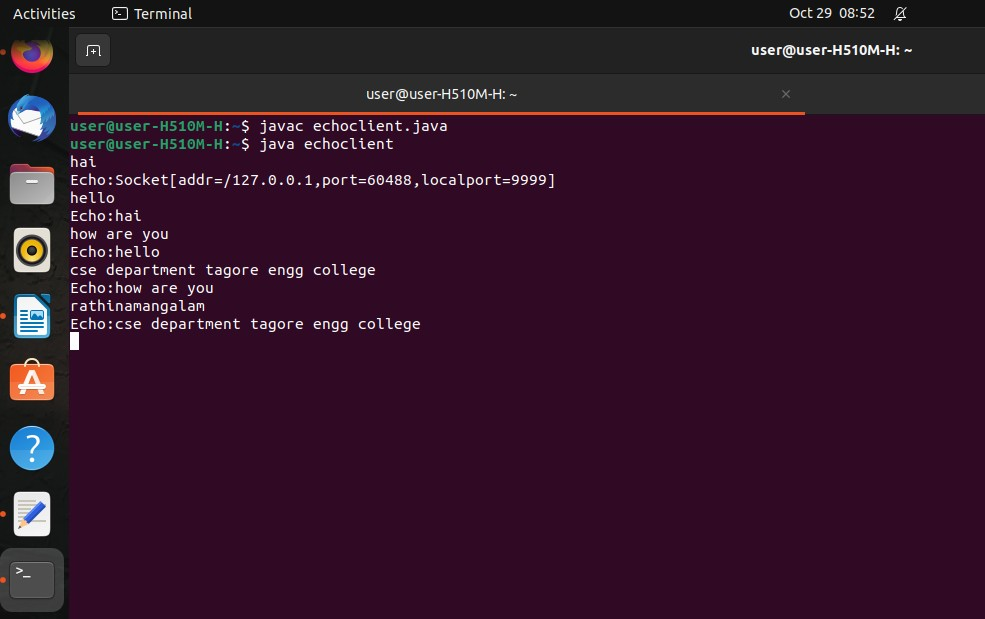 Activities Terminal Oct 29 08:52
user@user-H510M-H: ~
user@user-H510M-H: ~ ×
user@user-H510M-H:~$ javac echoclient.java
user@user-H510M-H:~$ java echoclient
hai
Echo:Socket[addr=/127.0.0.1,port=60488,localport=9999]
hello
Echo:hai
how are you
Echo:hello
cse department tagore engg college
Echo:how are you
rathinamangalam
Echo:cse department tagore engg college